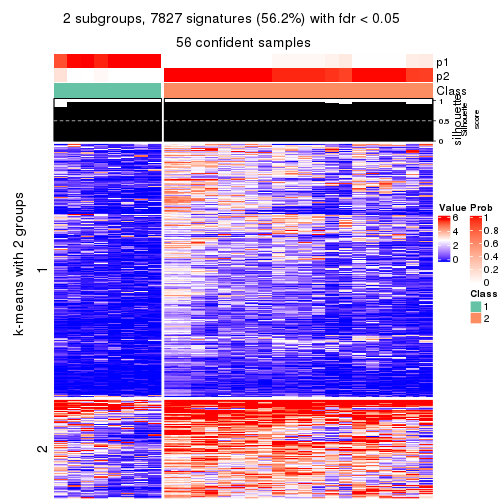 2 subgroups, 7827 signatures (56.2%) with fdr < 0.05
56 confident samples
p1
p2
Class
1
0.5
0
silhouette
Silhouette
score
k-means with 2 groups
1
2
Value
6
4
2
0
Prob
1
0.8
0.6
0.4
0.2
0
Class
1
2